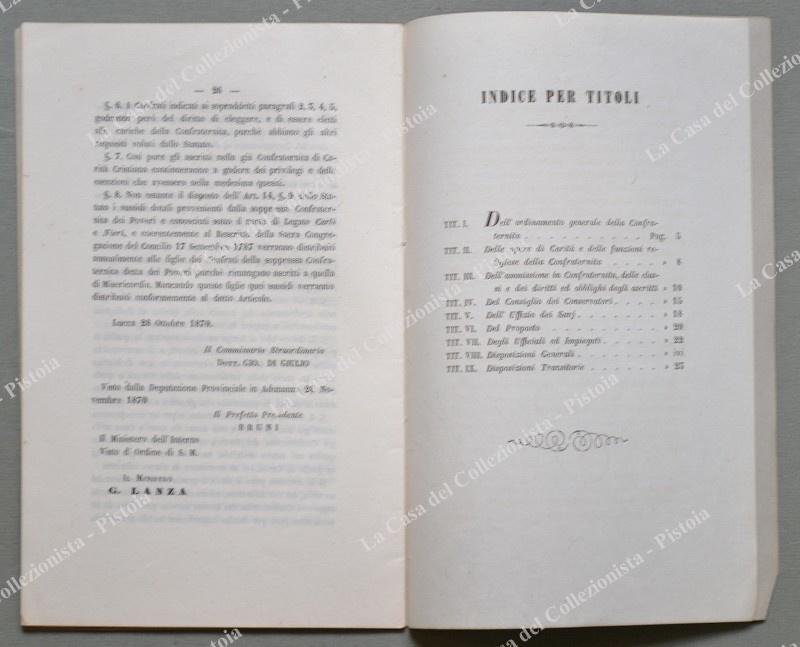 — 26 —
§. 6. I Confrati indicati ai sopraddetti paragrafi 2, 3, 4, 5,
godranno però del diritto di eleggere, e di essere eletti
alle cariche della Confraternita, purchè abbiano gli altri
requisiti voluti dallo Statuto.
§. 7. Così pure gli ascritti nella già Confraternita di Ca-
rità Cristiana continueranno a godere dei privilegi e delle
esenzioni che avessero nella medesima quesiti.
§. 8. Non ostante il disposto dell'Art. 14, §. 9 dello Sta-
tuto i sussidi dotali provenienti dalla soppressa Confrater-
nita dei Poveri e conosciuti sotto il titolo di Legato Carli
e Nieri, e coerentemente al Rescritto della Sacra Congre-
gazione del Concilio 17 Settembre 1787 verranno distribuiti
annualmente alle figlie dei Confrati della soppressa Confra-
ternita detta dei Poveri purchè rimangano ascritti a quella
di Misericordia. Mancando queste figlie quei sussidi verranno
distribuiti conformemente al detto Articolo.
Lucca 28 Ottobre 1870.
Il Commissario Straordinario
Dott. GIO. DI GIULIO
Visto dalla Deputazione Provinciale in Adunanza 28 No-
vembre 1870
Il Prefetto Presidente
BRUNI
Il Ministero dell'Interno
Visto d'Ordine di S. M.
Il Ministro
G. LANZA
INDICE PER TITOLI
TIT. I. Dell'ordinamento generale della Confra-
ternita . . . . . . . . . . Pag. 5
TIT. II. Delle opere di Carità e delle funzioni re-
ligiose della Confraternita . . . . » 8
TIT. III. Dell'ammissione in Confraternita, delle clas-
si e dei diritti ed obblighi degli ascritti » 10
TIT. IV. Del Consiglio dei Conservatori . . . . » 15
TIT. V. Dell'Uffizio dei Savj . . . . . . . » 18
TIT. VI. Del Proposto . . . . . . . . » 20
TIT. VII. Degli Ufficiali ed Impiegati . . . . » 22
TIT. VIII. Disposizioni Generali . . . . . . »
TIT. IX. Disposizioni Transitorie . . . . . . » 25
La Casa del Collezionista - Pistoia